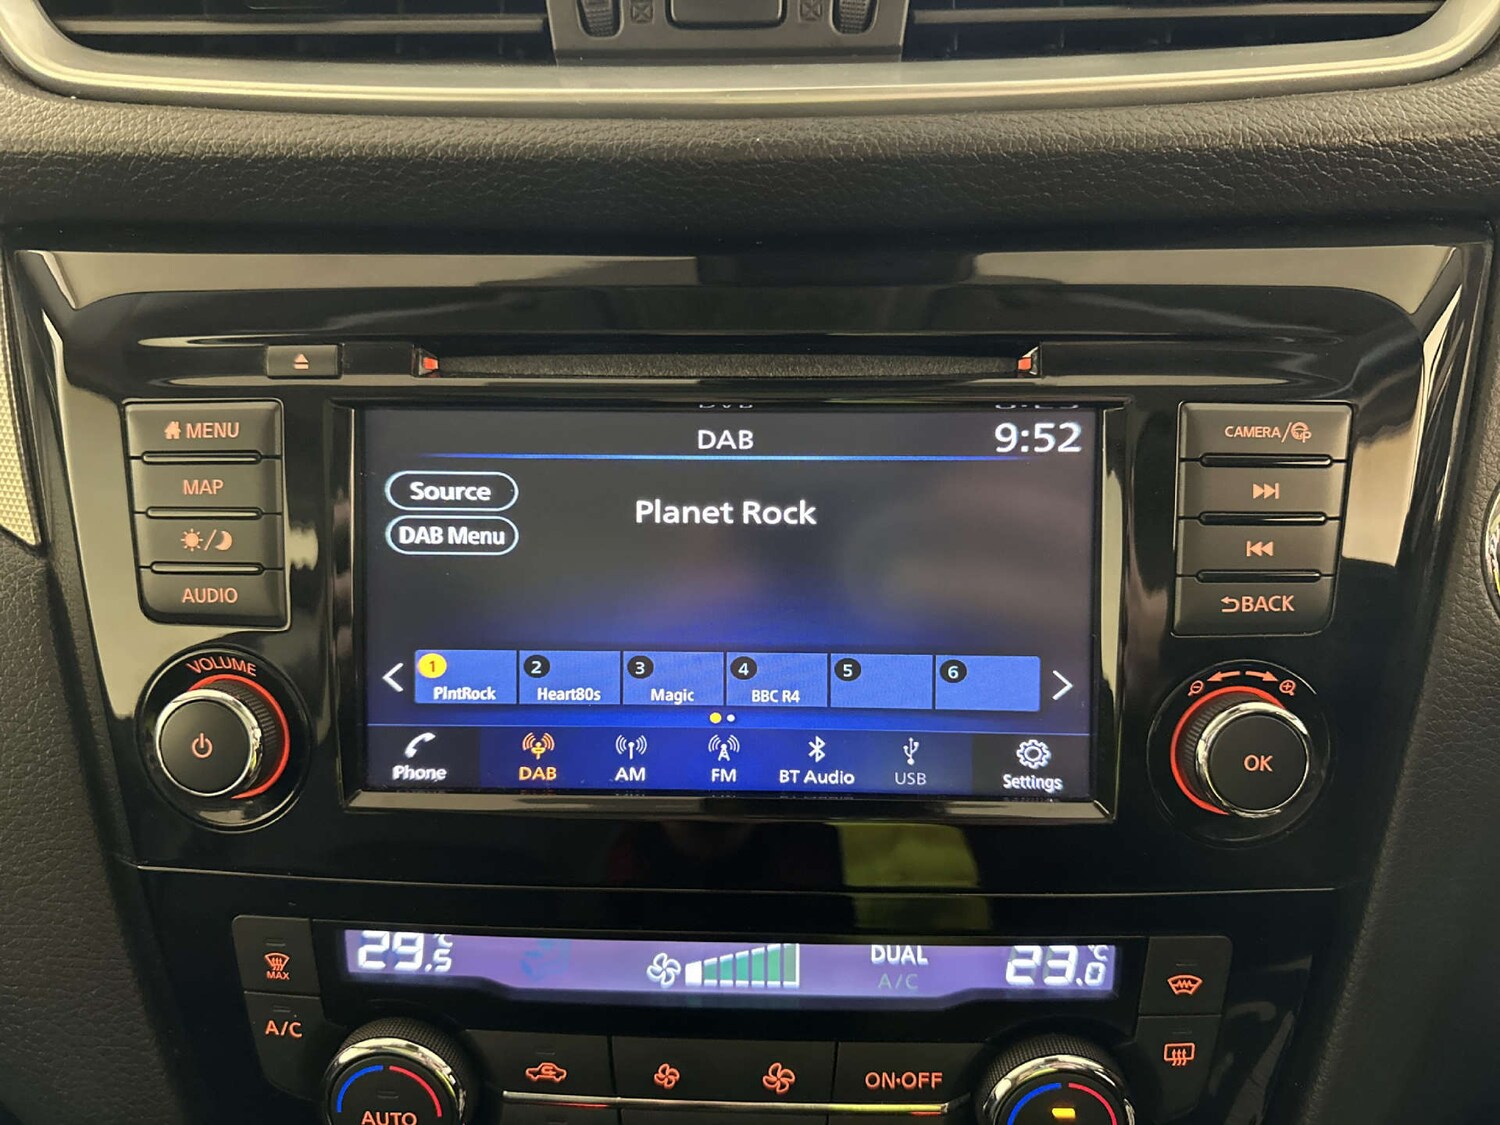 MENU
MAP
AUDIO
VOLUME
DAB
9:52
Source
DAB Menu
Planet Rock
1
PlntRock
2
Heart80s
3
Magic
4
BBC R4
5
6
Phone
DAB
AM
FM
BT Audio
USB
Settings
CAMERA/
BACK
OK
MAX
A/C
29.5 °C
DUAL
A/C
23.0 °C
AUTO
ON·OFF